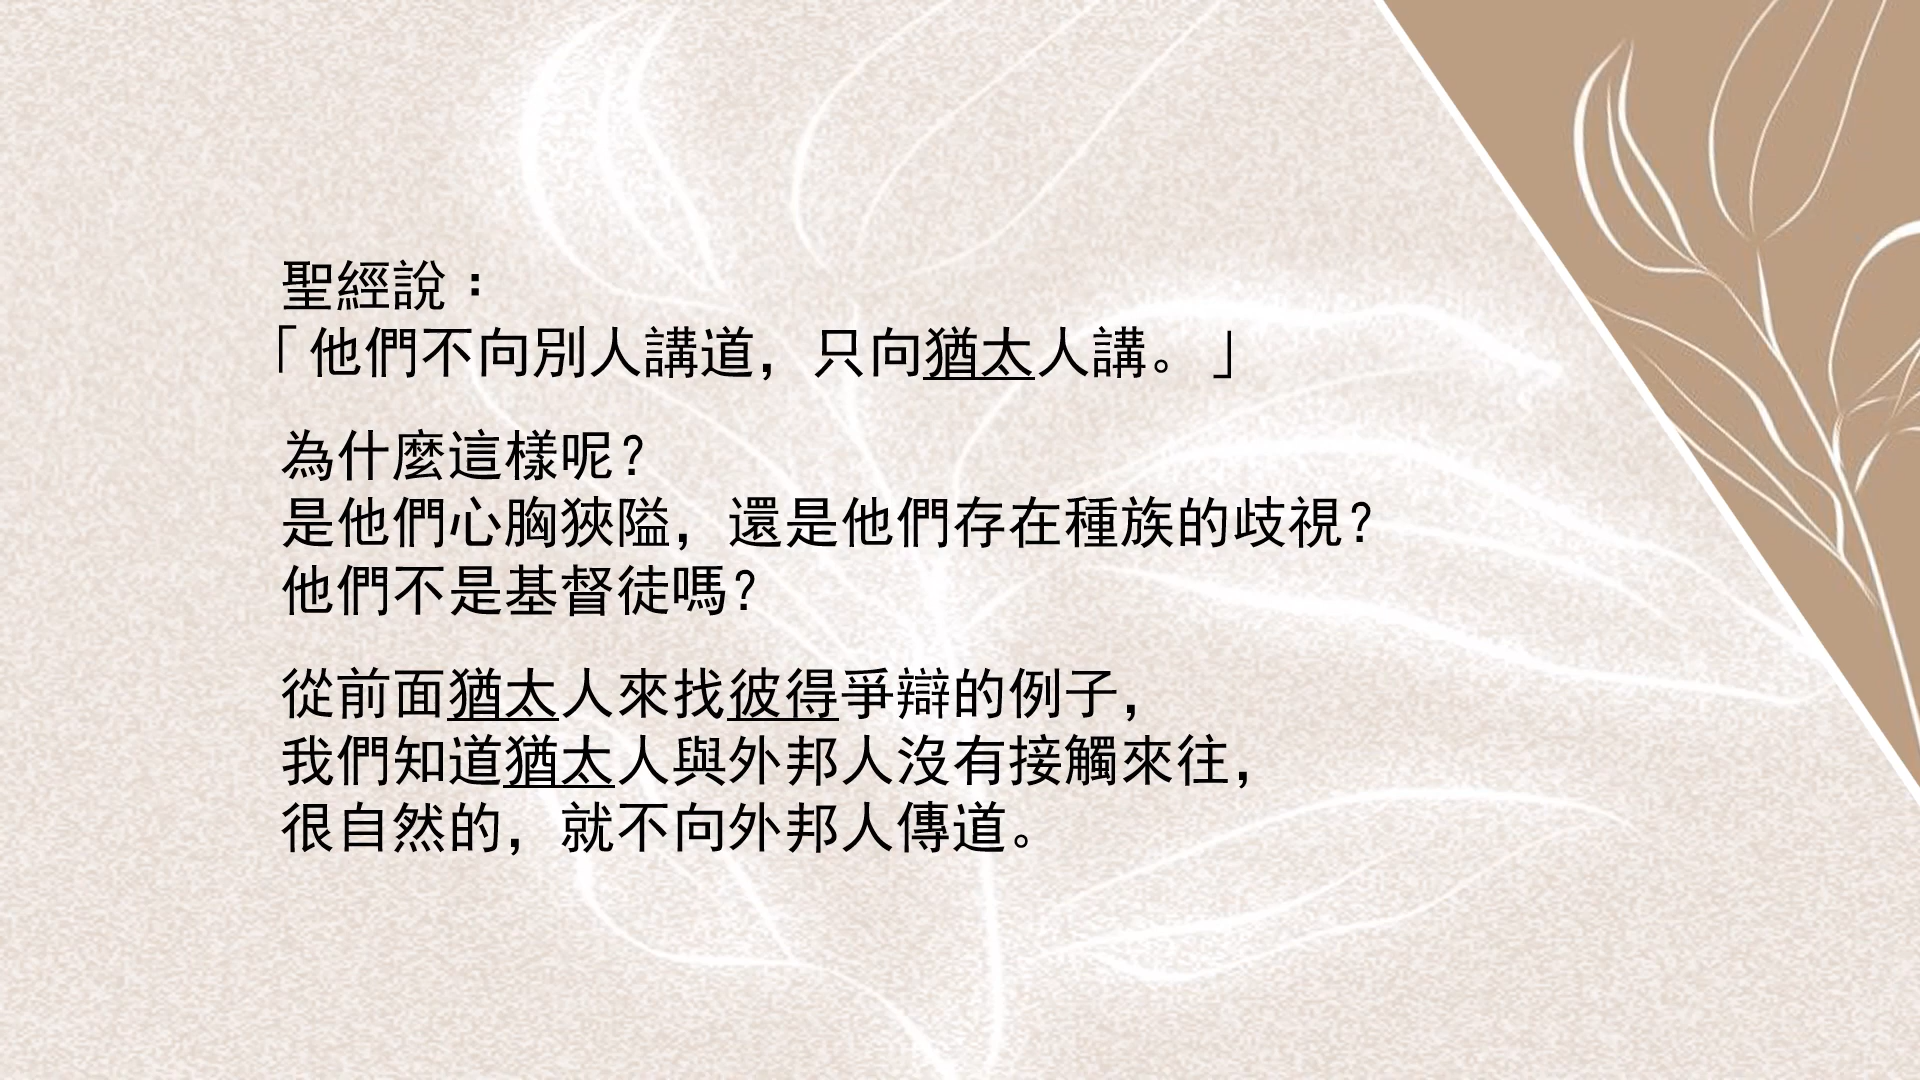 聖經說：
「他們不向別人講道，只向猶太人講。」
為什麼這樣呢？
是他們心胸狹隘，還是他們存在種族的歧視？
他們不是基督徒嗎？
從前面猶太人來找彼得爭辯的例子，
我們知道猶太人與外邦人沒有接觸來往，
很自然的，就不向外邦人傳道。